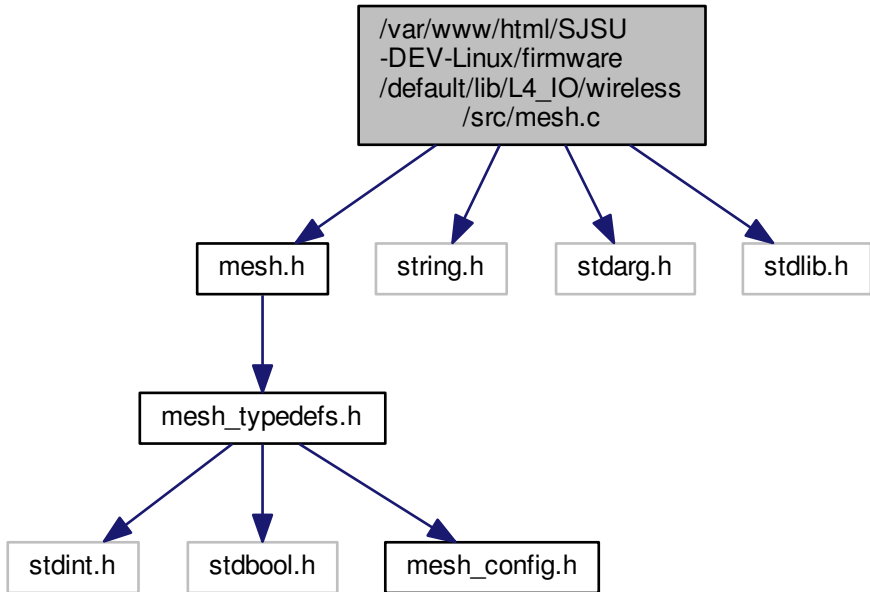 /var/www/html/SJSU
-DEV-Linux/firmware
/default/lib/L4_IO/wireless
/src/mesh.c
mesh.h
string.h
stdarg.h
stdlib.h
mesh_typedefs.h
stdint.h
stdbool.h
mesh_config.h